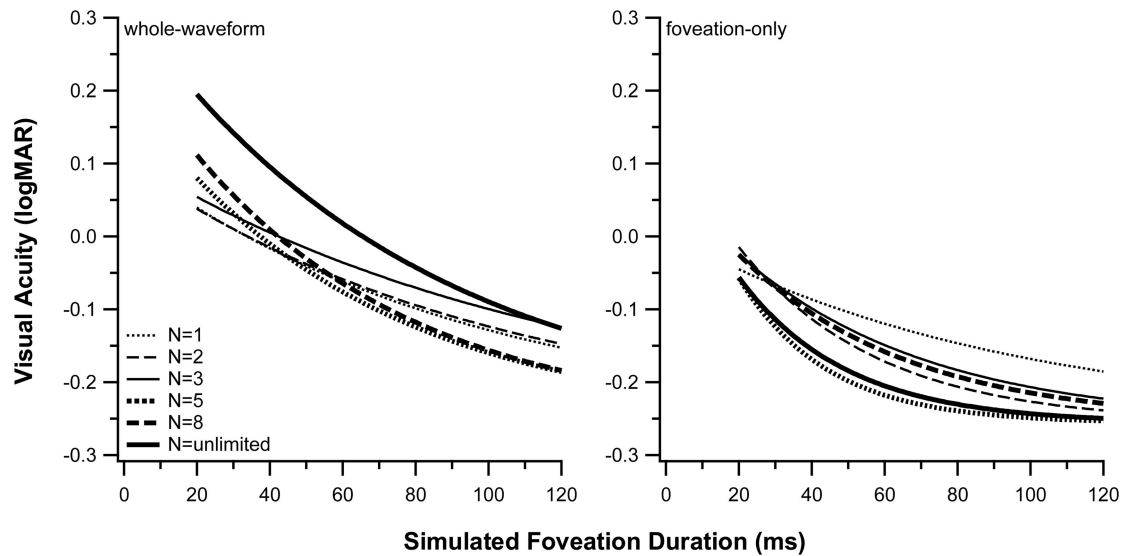 whole-waveform
foveation-only
Visual Acuity (logMAR)
0.3
0.2
0.1
0.0
-0.1
-0.2
-0.3
N=1
N=2
N=3
N=5
N=8
N=unlimited
0 20 40 60 80 100 120
0.3
0.2
0.1
0.0
-0.1
-0.2
-0.3
0 20 40 60 80 100 120
Simulated Foveation Duration (ms)